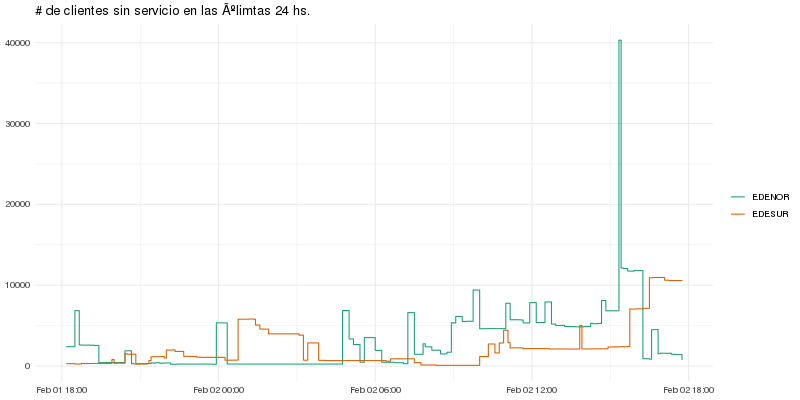 # de clientes sin servicio en las Ãºlimtas 24 hs.
40000
30000
20000
10000
0
Feb 01 18:00
Feb 02 00:00
Feb 02 06:00
Feb 02 12:00
Feb 02 18:00
EDENOR
EDESUR